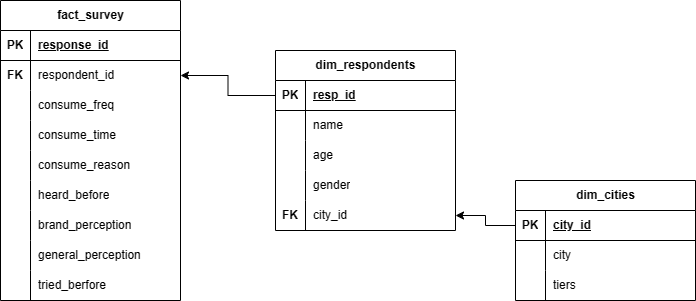 fact_survey
PK response_id
FK respondent_id
consume_freq
consume_time
consume_reason
heard_before
brand_perception
general_perception
tried_berfore
dim_respondents
PK resp_id
name
age
gender
FK city_id
dim_cities
PK city_id
city
tiers